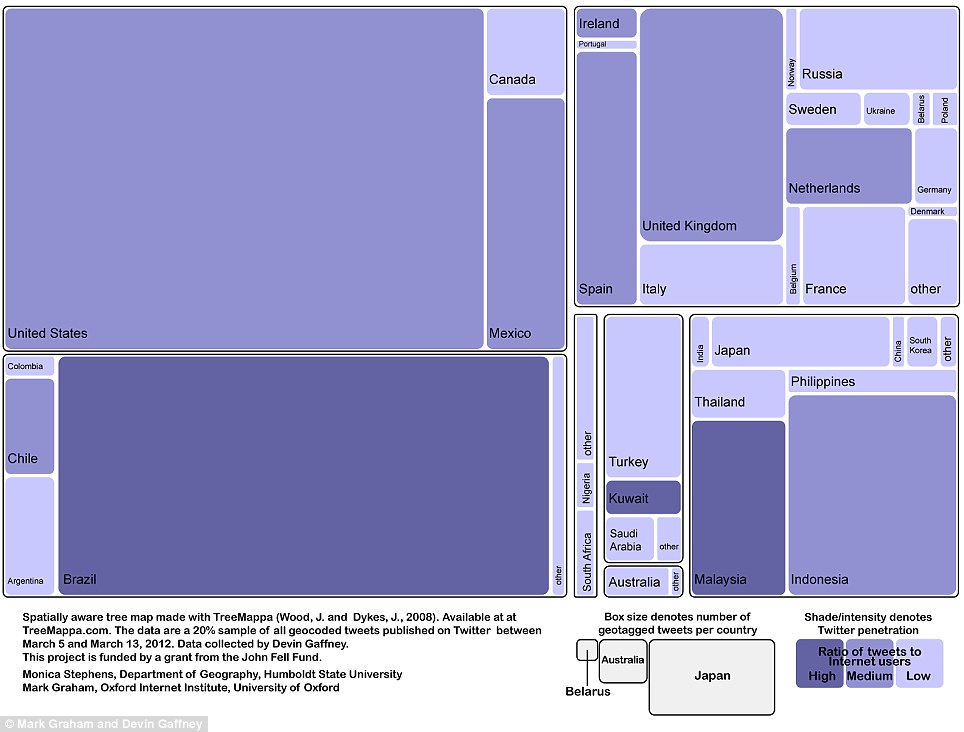 United States
Canada
Mexico
Ireland
Portugal
Spain
United Kingdom
Italy
Norway
Russia
Sweden
Ukraine
Belarus
Poland
Netherlands
Germany
Belgium
France
Denmark
other
Colombia
Chile
Argentina
Brazil
other
other
Nigeria
South Africa
Turkey
Kuwait
Saudi
Arabia
other
Australia
other
India
Japan
China
South
Korea
other
Thailand
Philippines
Malaysia
Indonesia
Spatially aware tree map made with TreeMappa (Wood, J. and Dykes, J., 2008). Available at at
TreeMappa.com. The data are a 20% sample of all geocoded tweets published on Twitter between
March 5 and March 13, 2012. Data collected by Devin Gaffney.
This project is funded by a grant from the John Fell Fund.
Monica Stephens, Department of Geography, Humboldt State University
Mark Graham, Oxford Internet Institute, University of Oxford
Box size denotes number of
geotagged tweets per country
Belarus
Australia
Japan
Shade/intensity denotes
Twitter penetration
Ratio of tweets to
Internet users
High Medium Low
© Mark Graham and Devin Gaffney